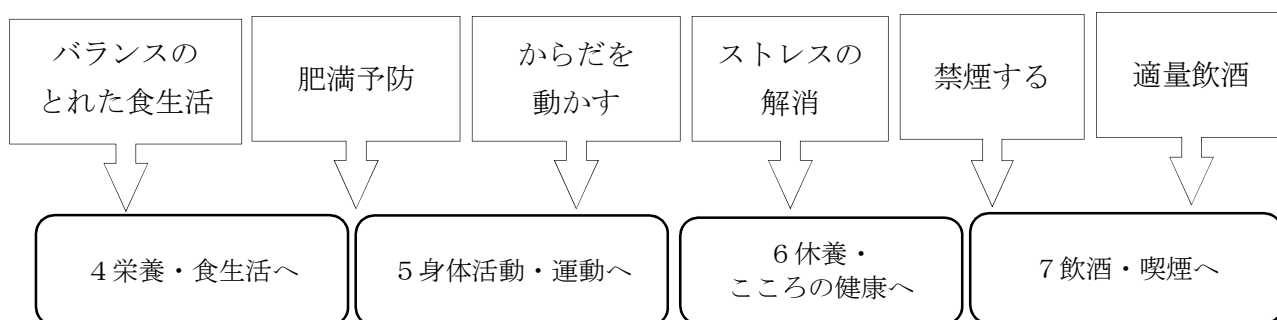 バランスの
とれた食生活
肥満予防
からだを
動かす
ストレスの
解消
禁煙する
適量飲酒
４栄養・食生活へ
５身体活動・運動へ
６休養・
こころの健康へ
７飲酒・喫煙へ